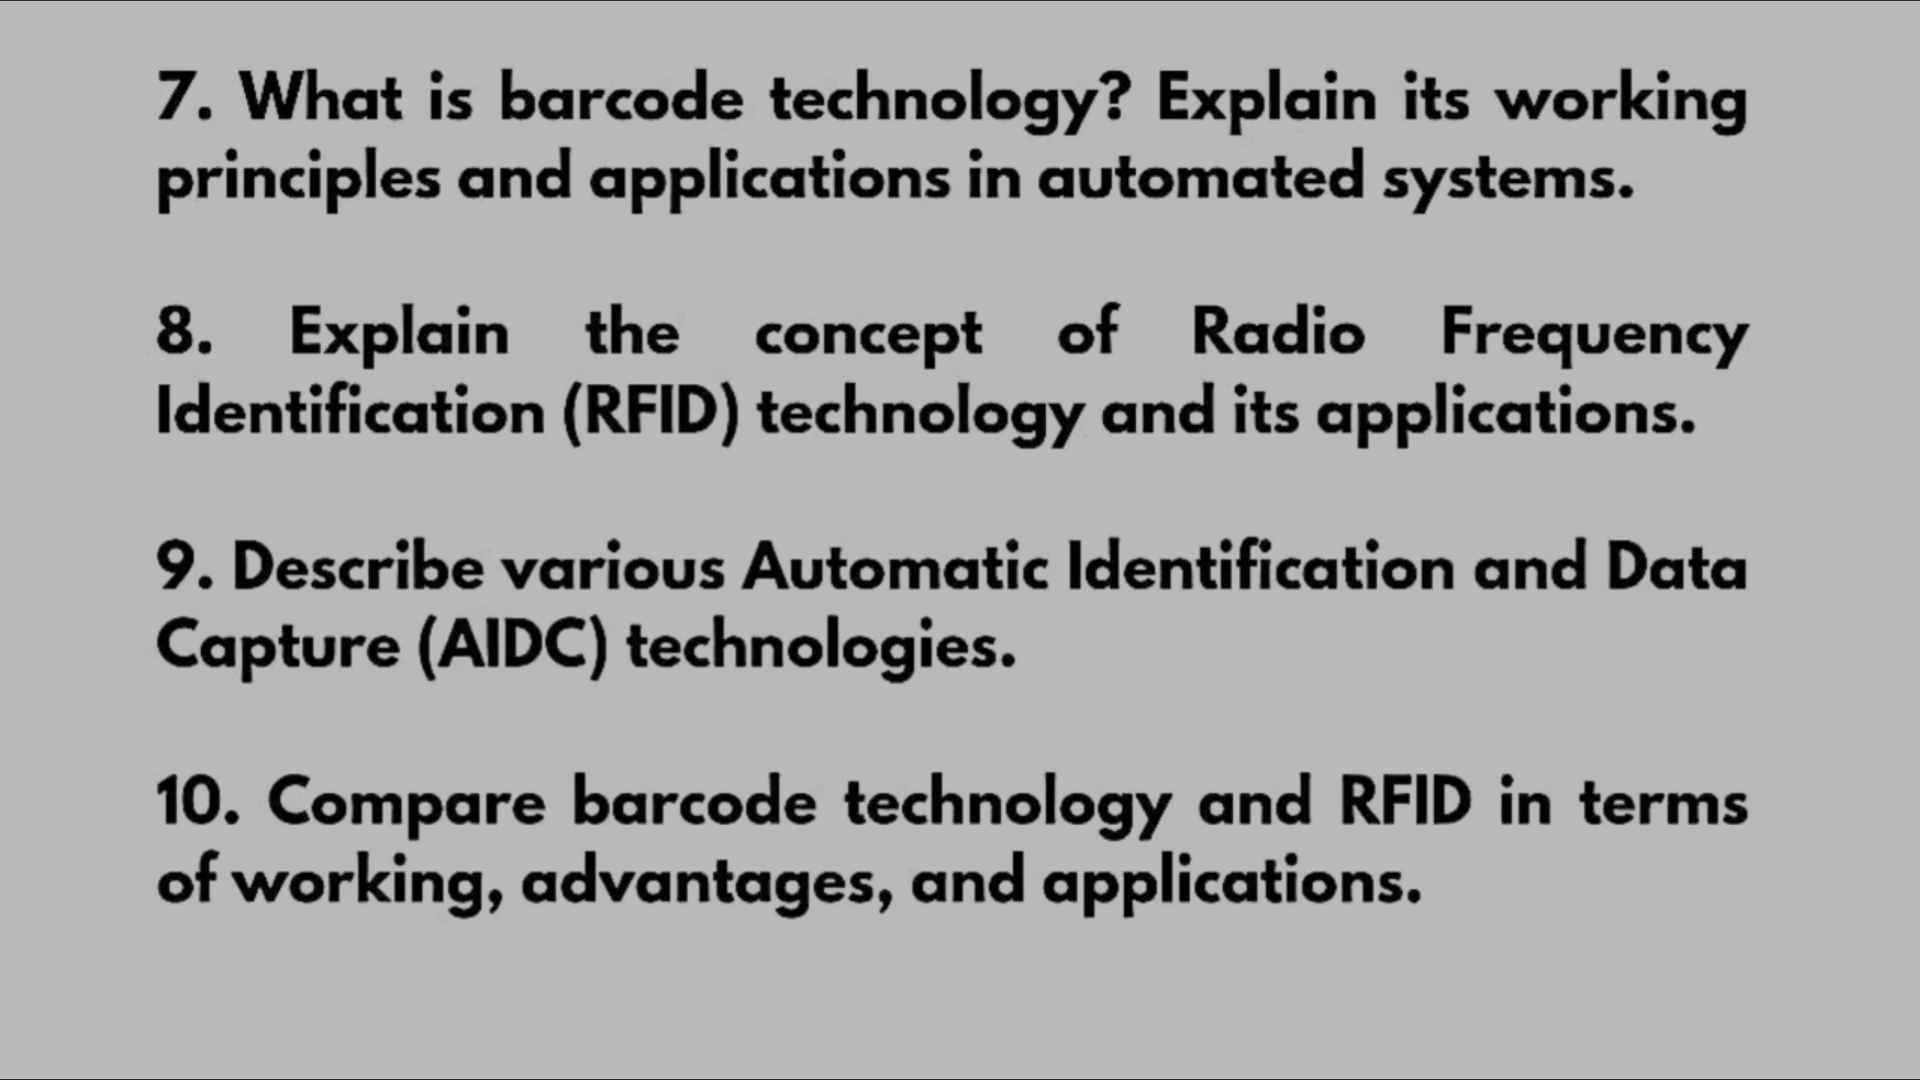 7. What is barcode technology? Explain its working
principles and applications in automated systems.
8. Explain the concept of Radio Frequency
Identification (RFID) technology and its applications.
9. Describe various Automatic Identification and Data
Capture (AIDC) technologies.
10. Compare barcode technology and RFID in terms
of working, advantages, and applications.